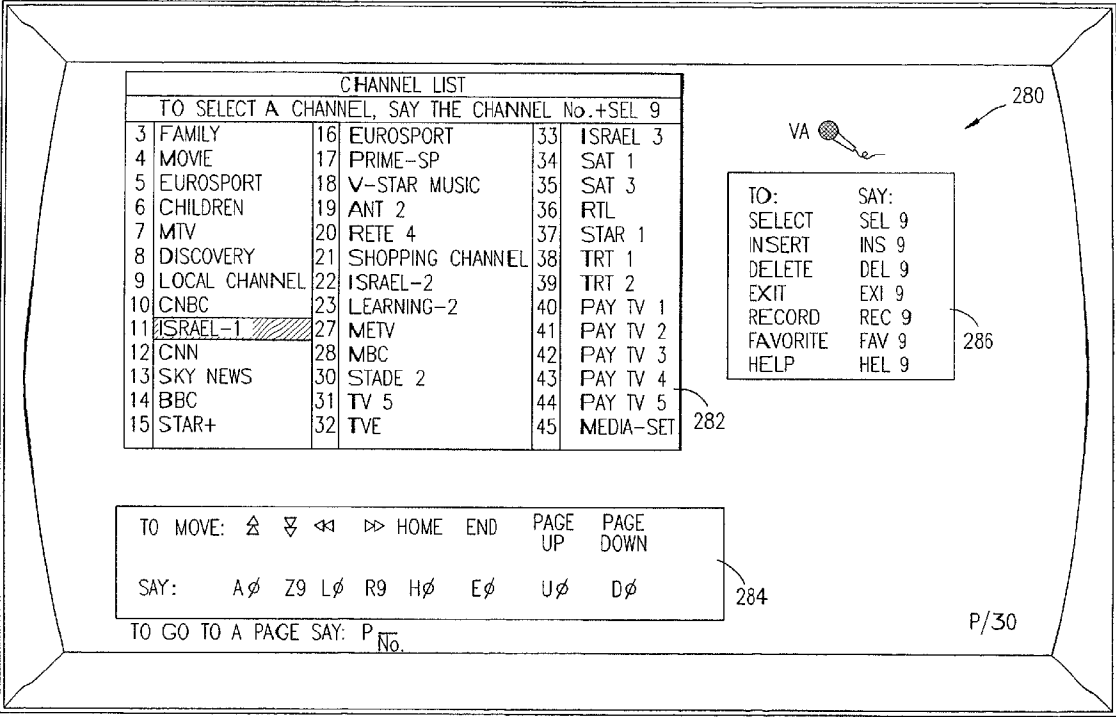 CHANNEL LIST
TO SELECT A CHANNEL, SAY THE CHANNEL No.+SEL 9
3 FAMILY 16 EUROSPORT 33 ISRAEL 3
4 MOVIE 17 PRIME-SP 34 SAT 1
5 EUROSPORT 18 V-STAR MUSIC 35 SAT 3
6 CHILDREN 19 ANT 2 36 RTL
7 MTV 20 RETE 4 37 STAR 1
8 DISCOVERY 21 SHOPPING CHANNEL 38 TRT 1
9 LOCAL CHANNEL 22 ISRAEL-2 39 TRT 2
10 CNBC 23 LEARNING-2 40 PAY TV 1
11 ISRAEL-1 27 METV 41 PAY TV 2
12 CNN 28 MBC 42 PAY TV 3
13 SKY NEWS 30 STADE 2 43 PAY TV 4
14 BBC 31 TV 5 44 PAY TV 5
15 STAR+ 32 TVE 45 MEDIA-SET
282
280
VA
TO: SAY:
SELECT SEL 9
INSERT INS 9
DELETE DEL 9
EXIT EXI 9
RECORD REC 9
FAVORITE FAV 9
HELP HEL 9
286
TO MOVE: HOME END PAGE UP PAGE DOWN
SAY: AØ Z9 LØ R9 HØ EØ UØ DØ
284
TO GO TO A PAGE SAY: P No.
P/30